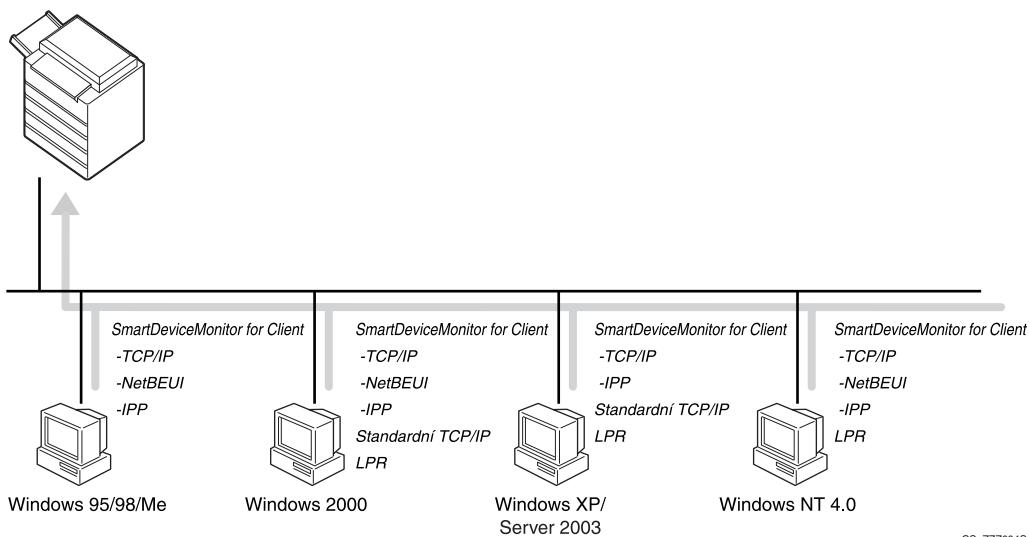 SmartDeviceMonitor for Client
-TCP/IP
-NetBEUI
-IPP
Windows 95/98/Me
SmartDeviceMonitor for Client
-TCP/IP
-NetBEUI
-IPP
Standardní TCP/IP
LPR
Windows 2000
SmartDeviceMonitor for Client
-TCP/IP
-IPP
Standardní TCP/IP
LPR
Windows XP/
Server 2003
SmartDeviceMonitor for Client
-TCP/IP
-NetBEUI
-IPP
LPR
Windows NT 4.0